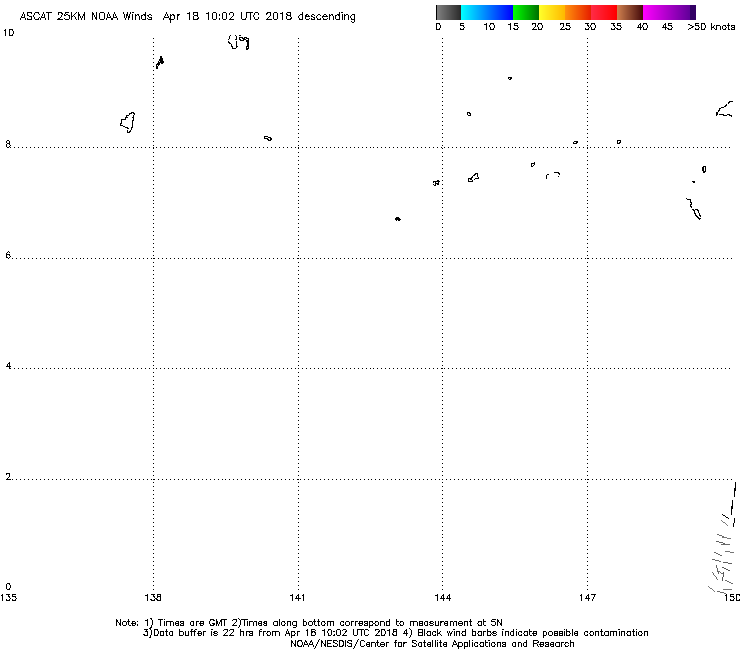 ASCAT 25KM NOAA Winds Apr 18 10:02 UTC 2018 descending
0 5 10 15 20 25 30 35 40 45 >50 knots
10
8
6
4
2
0
135 138 141 144 147 150
Note: 1) Times are GMT 2)Times along bottom correspond to measurement at 5N
3)Data buffer is 22 hrs from Apr 18 10:02 UTC 2018 4) Black wind barbs indicate possible contamination
NOAA/NESDIS/Center for Satellite Applications and Research